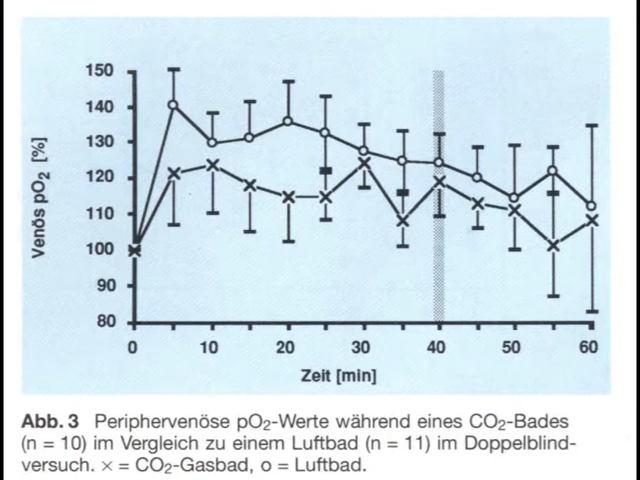 150
140
130
120
110
100
90
80
Venös pO₂ [%]
0 10 20 30 40 50 60
Zeit [min]
Abb. 3 Periphervenöse pO₂-Werte während eines CO₂-Bades
(n = 10) im Vergleich zu einem Luftbad (n = 11) im Doppelblind-
versuch. × = CO₂-Gasbad, o = Luftbad.